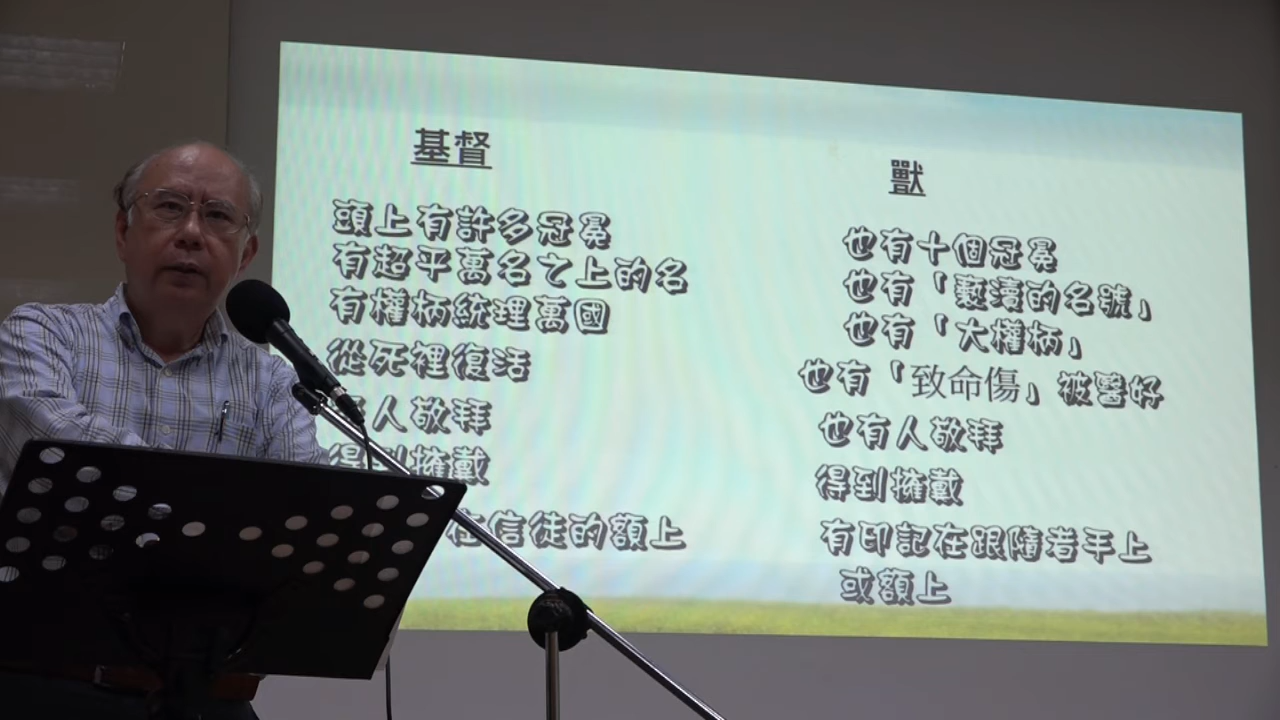 基督
頭上有許多冠冕
有超乎萬名之上的名
有權柄統理萬國
從死裡復活
有人敬拜
得到擁戴
在信徒的額上
獸
也有十個冠冕
也有「褻瀆的名號」
也有「大權柄」
也有「致命傷」被醫好
也有人敬拜
得到擁戴
有印記在跟隨者手上
或額上